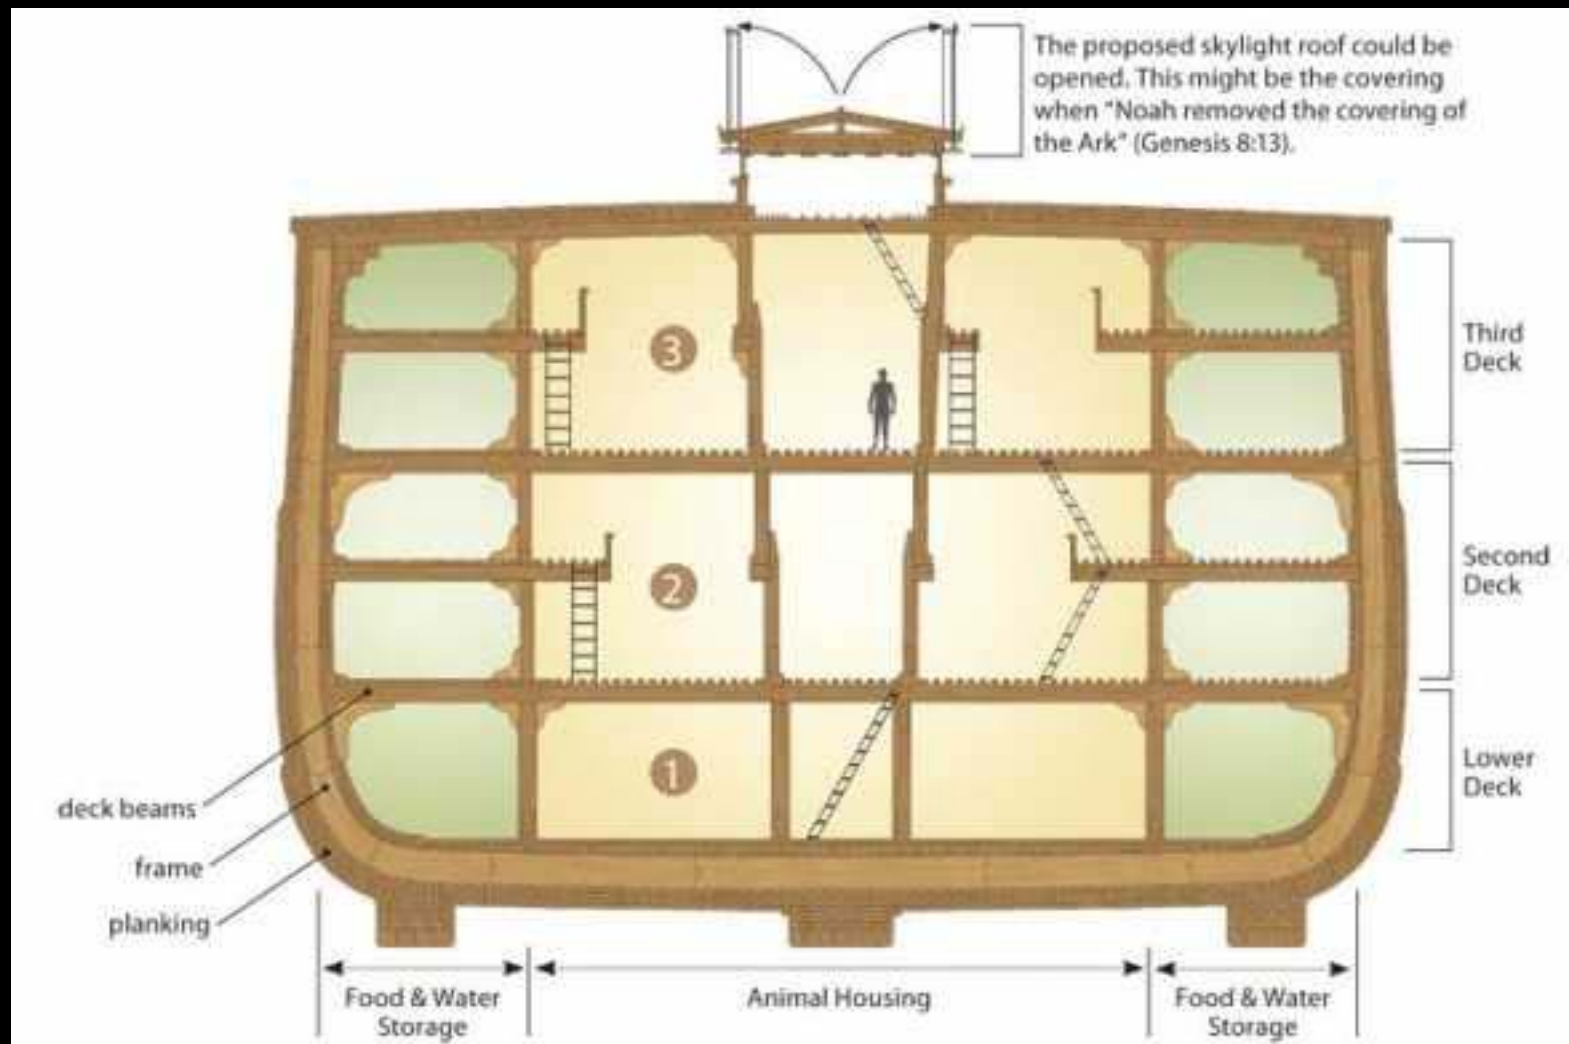 The proposed skylight roof could be
opened. This might be the covering
when “Noah removed the covering of
the Ark” (Genesis 8:13).
Third
Deck
3
Second
Deck
2
Lower
Deck
1
deck beams
frame
planking
Food & Water
Storage
Animal Housing
Food & Water
Storage